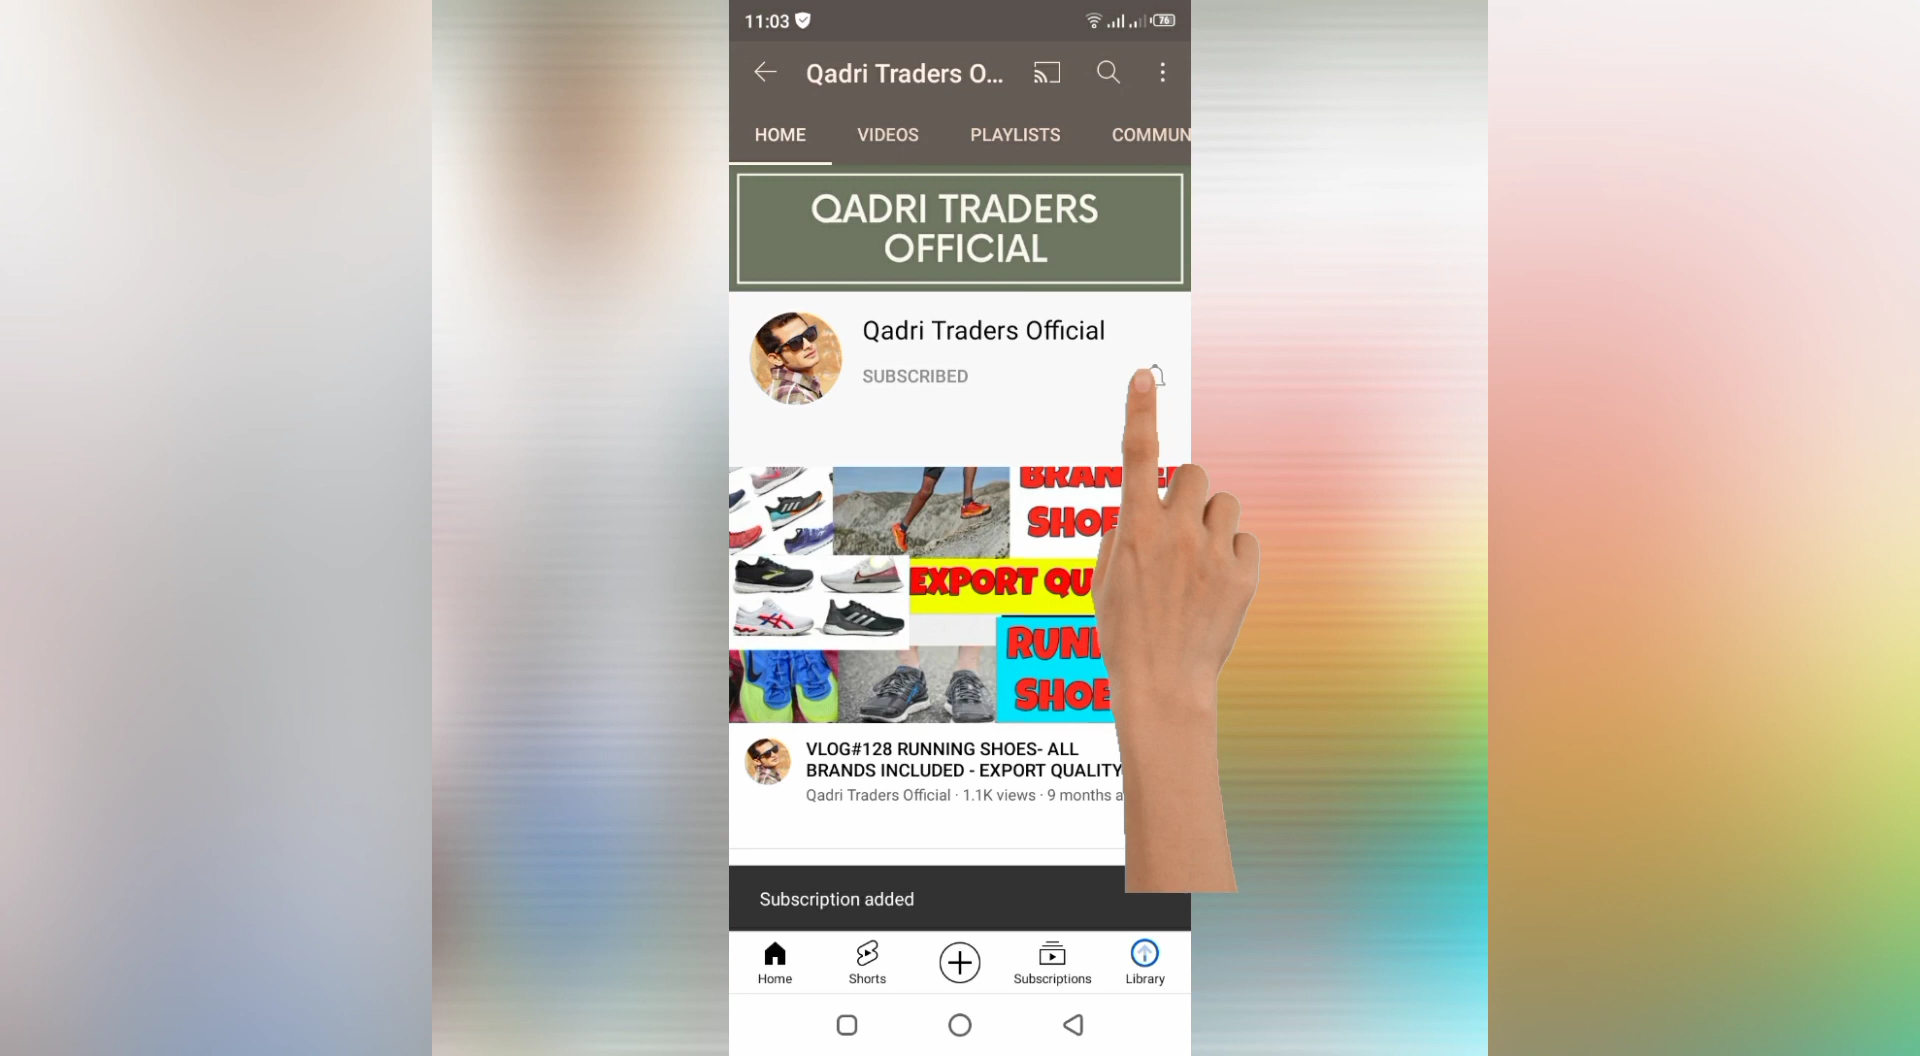 11:03
76
Qadri Traders O...
HOME VIDEOS PLAYLISTS COMMUN
QADRI TRADERS
OFFICIAL
Qadri Traders Official
SUBSCRIBED
SHOE
EXPORT QU
RUN
SHOE
VLOG#128 RUNNING SHOES- ALL
BRANDS INCLUDED - EXPORT QUALITY
Qadri Traders Official · 1.1K views · 9 months a
Subscription added
Home Shorts Subscriptions Library